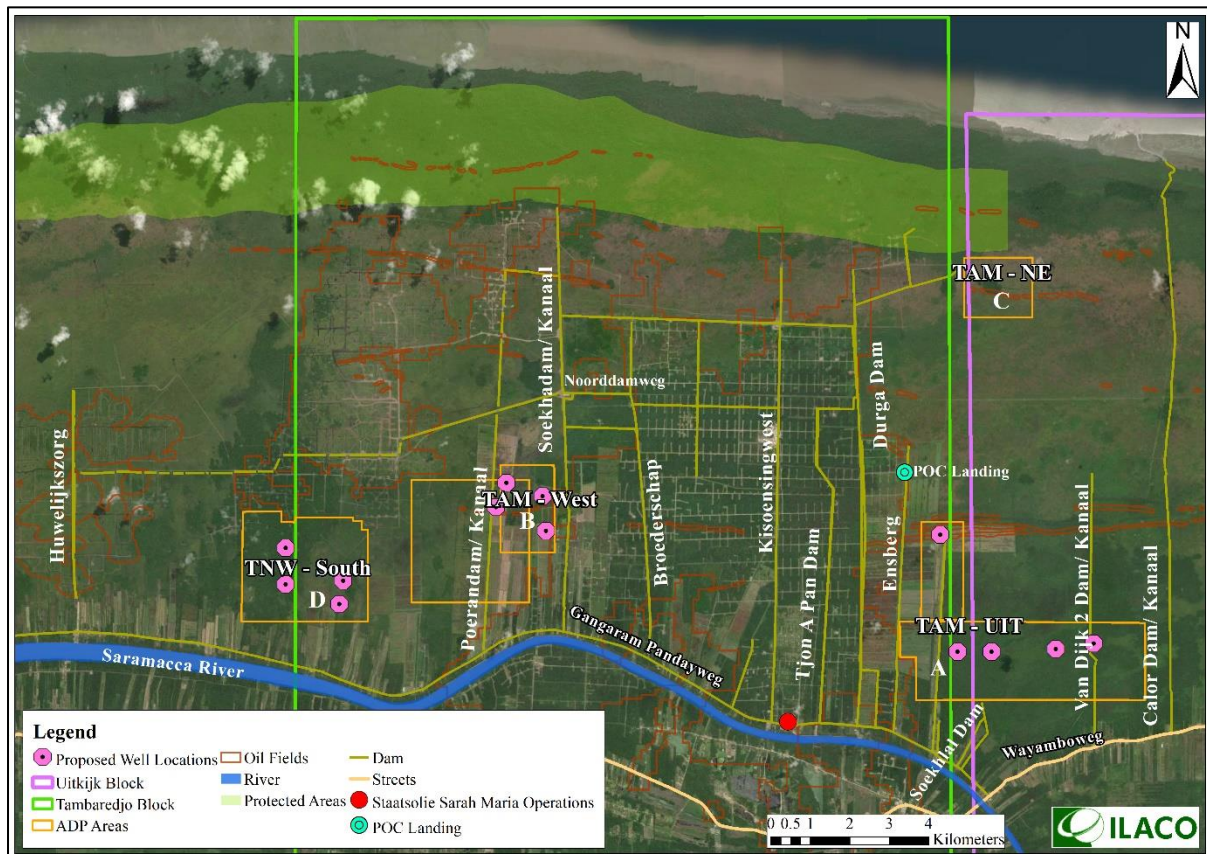 N
TAM - NE
C
Soekhadam/ Kanaal
Noorddamweg
Durga Dam
POC Landing
Huwelijkszorg
Poerandam/ Kanaal
TAM - West
B
Broederschap
Kisoensingwest
Tjon A Pan Dam
Ensberg
TNW - South
D
TAM - UIT
A
Van Dijk 2 Dam/ Kanaal
Calor Dam/ Kanaal
Saramacca River
Gangaram Pandayweg
Soekhlal Dam
Wayamboweg
Legend
Proposed Well Locations
Uitkijk Block
Tambaredjo Block
ADP Areas
Oil Fields
River
Protected Areas
Dam
Streets
Staatsolie Sarah Maria Operations
POC Landing
0 0.5 1 2 3 4
Kilometers
ILACO